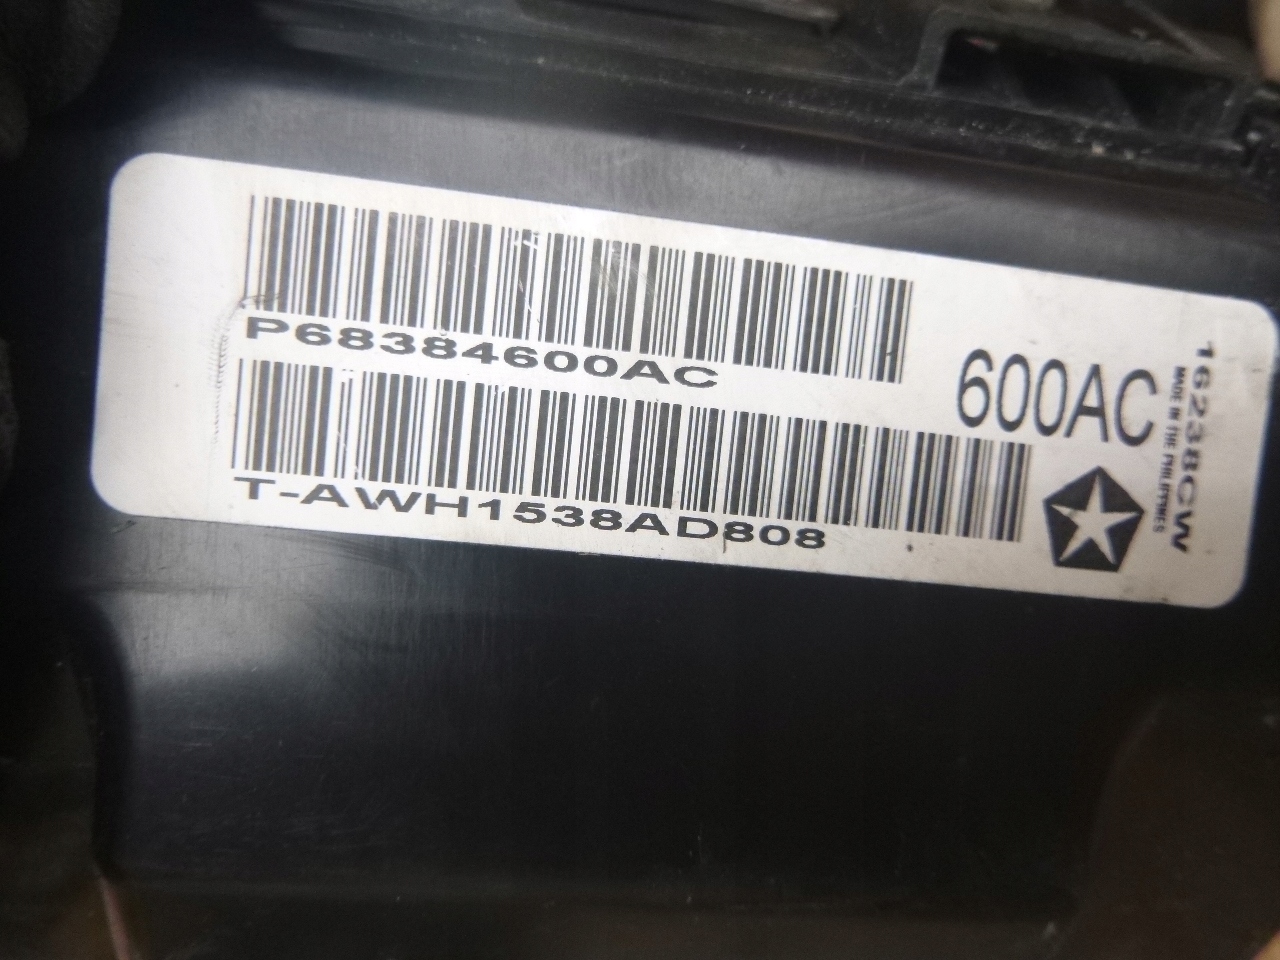 P68384600AC
600AC
T-AWH1538AD808
16238CW
MADE IN THE PHILIPPINES